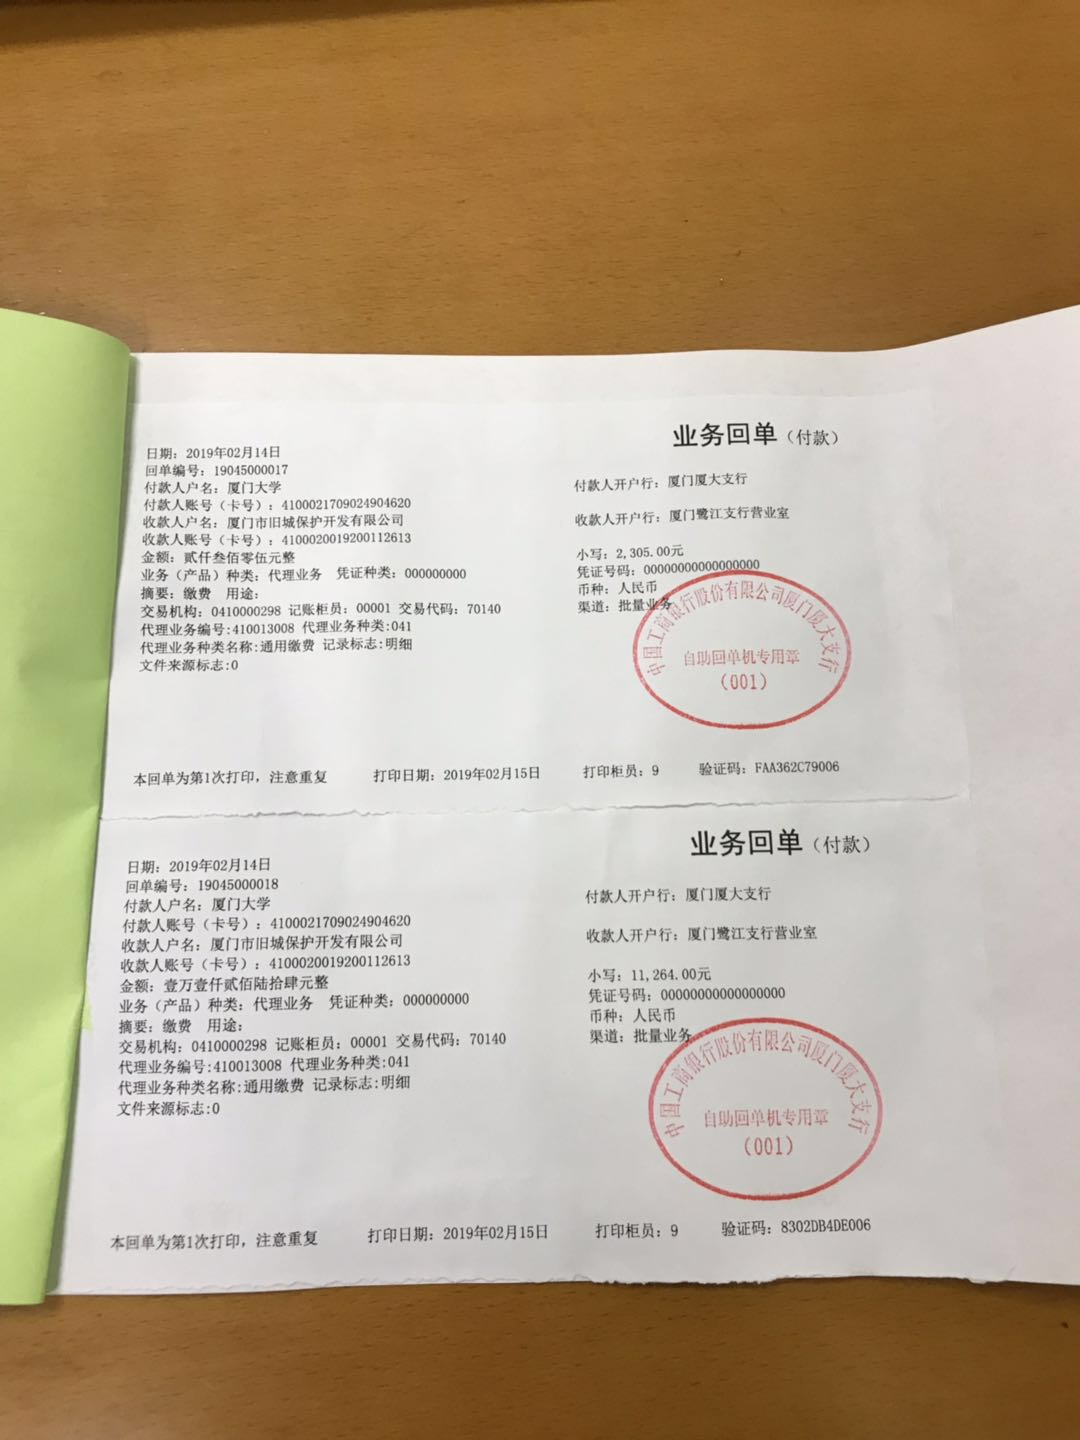 业务回单（付款）
日期：2019年02月14日
回单编号：19045000017
付款人户名：厦门大学
付款人开户行：厦门厦大支行
付款人账号（卡号）：4100021709024904620
收款人户名：厦门市旧城保护开发有限公司
收款人开户行：厦门鹭江支行营业室
收款人账号（卡号）：4100020019200112613
金额：贰仟叁佰零伍元整
小写：2,305.00元
业务（产品）种类：代理业务 凭证种类：000000000
凭证号码：00000000000000000
摘要：缴费 用途：
币种：人民币
交易机构：0410000298 记账柜员：00001 交易代码：70140
渠道：批量业务
代理业务编号:410013008 代理业务种类:041
代理业务种类名称:通用缴费 记录标志:明细
文件来源标志:0
中国工商银行股份有限公司厦门厦大支行
自助回单机专用章
（001）
本回单为第1次打印，注意重复 打印日期：2019年02月15日 打印柜员：9 验证码：FAA362C79006
业务回单（付款）
日期：2019年02月14日
回单编号：19045000018
付款人户名：厦门大学
付款人开户行：厦门厦大支行
付款人账号（卡号）：4100021709024904620
收款人户名：厦门市旧城保护开发有限公司
收款人开户行：厦门鹭江支行营业室
收款人账号（卡号）：4100020019200112613
金额：壹万壹仟贰佰陆拾肆元整
小写：11,264.00元
业务（产品）种类：代理业务 凭证种类：000000000
凭证号码：00000000000000000
摘要：缴费 用途：
币种：人民币
交易机构：0410000298 记账柜员：00001 交易代码：70140
渠道：批量业务
代理业务编号:410013008 代理业务种类:041
代理业务种类名称:通用缴费 记录标志:明细
文件来源标志:0
中国工商银行股份有限公司厦门厦大支行
自助回单机专用章
（001）
本回单为第1次打印，注意重复 打印日期：2019年02月15日 打印柜员：9 验证码：8302DB4DE006